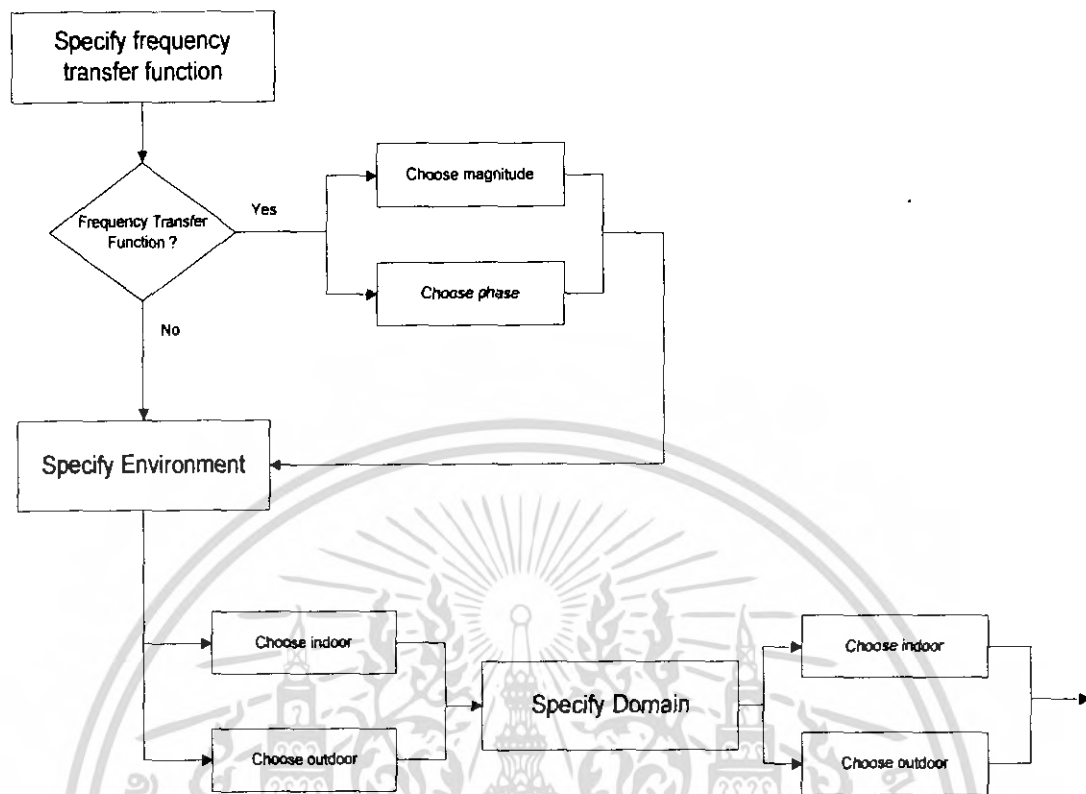 Specify frequency
transfer function
Frequency Transfer
Function ?
Yes
Choose magnitude
Choose phase
No
Specify Environment
Choose indoor
Choose outdoor
Specify Domain
Choose indoor
Choose outdoor